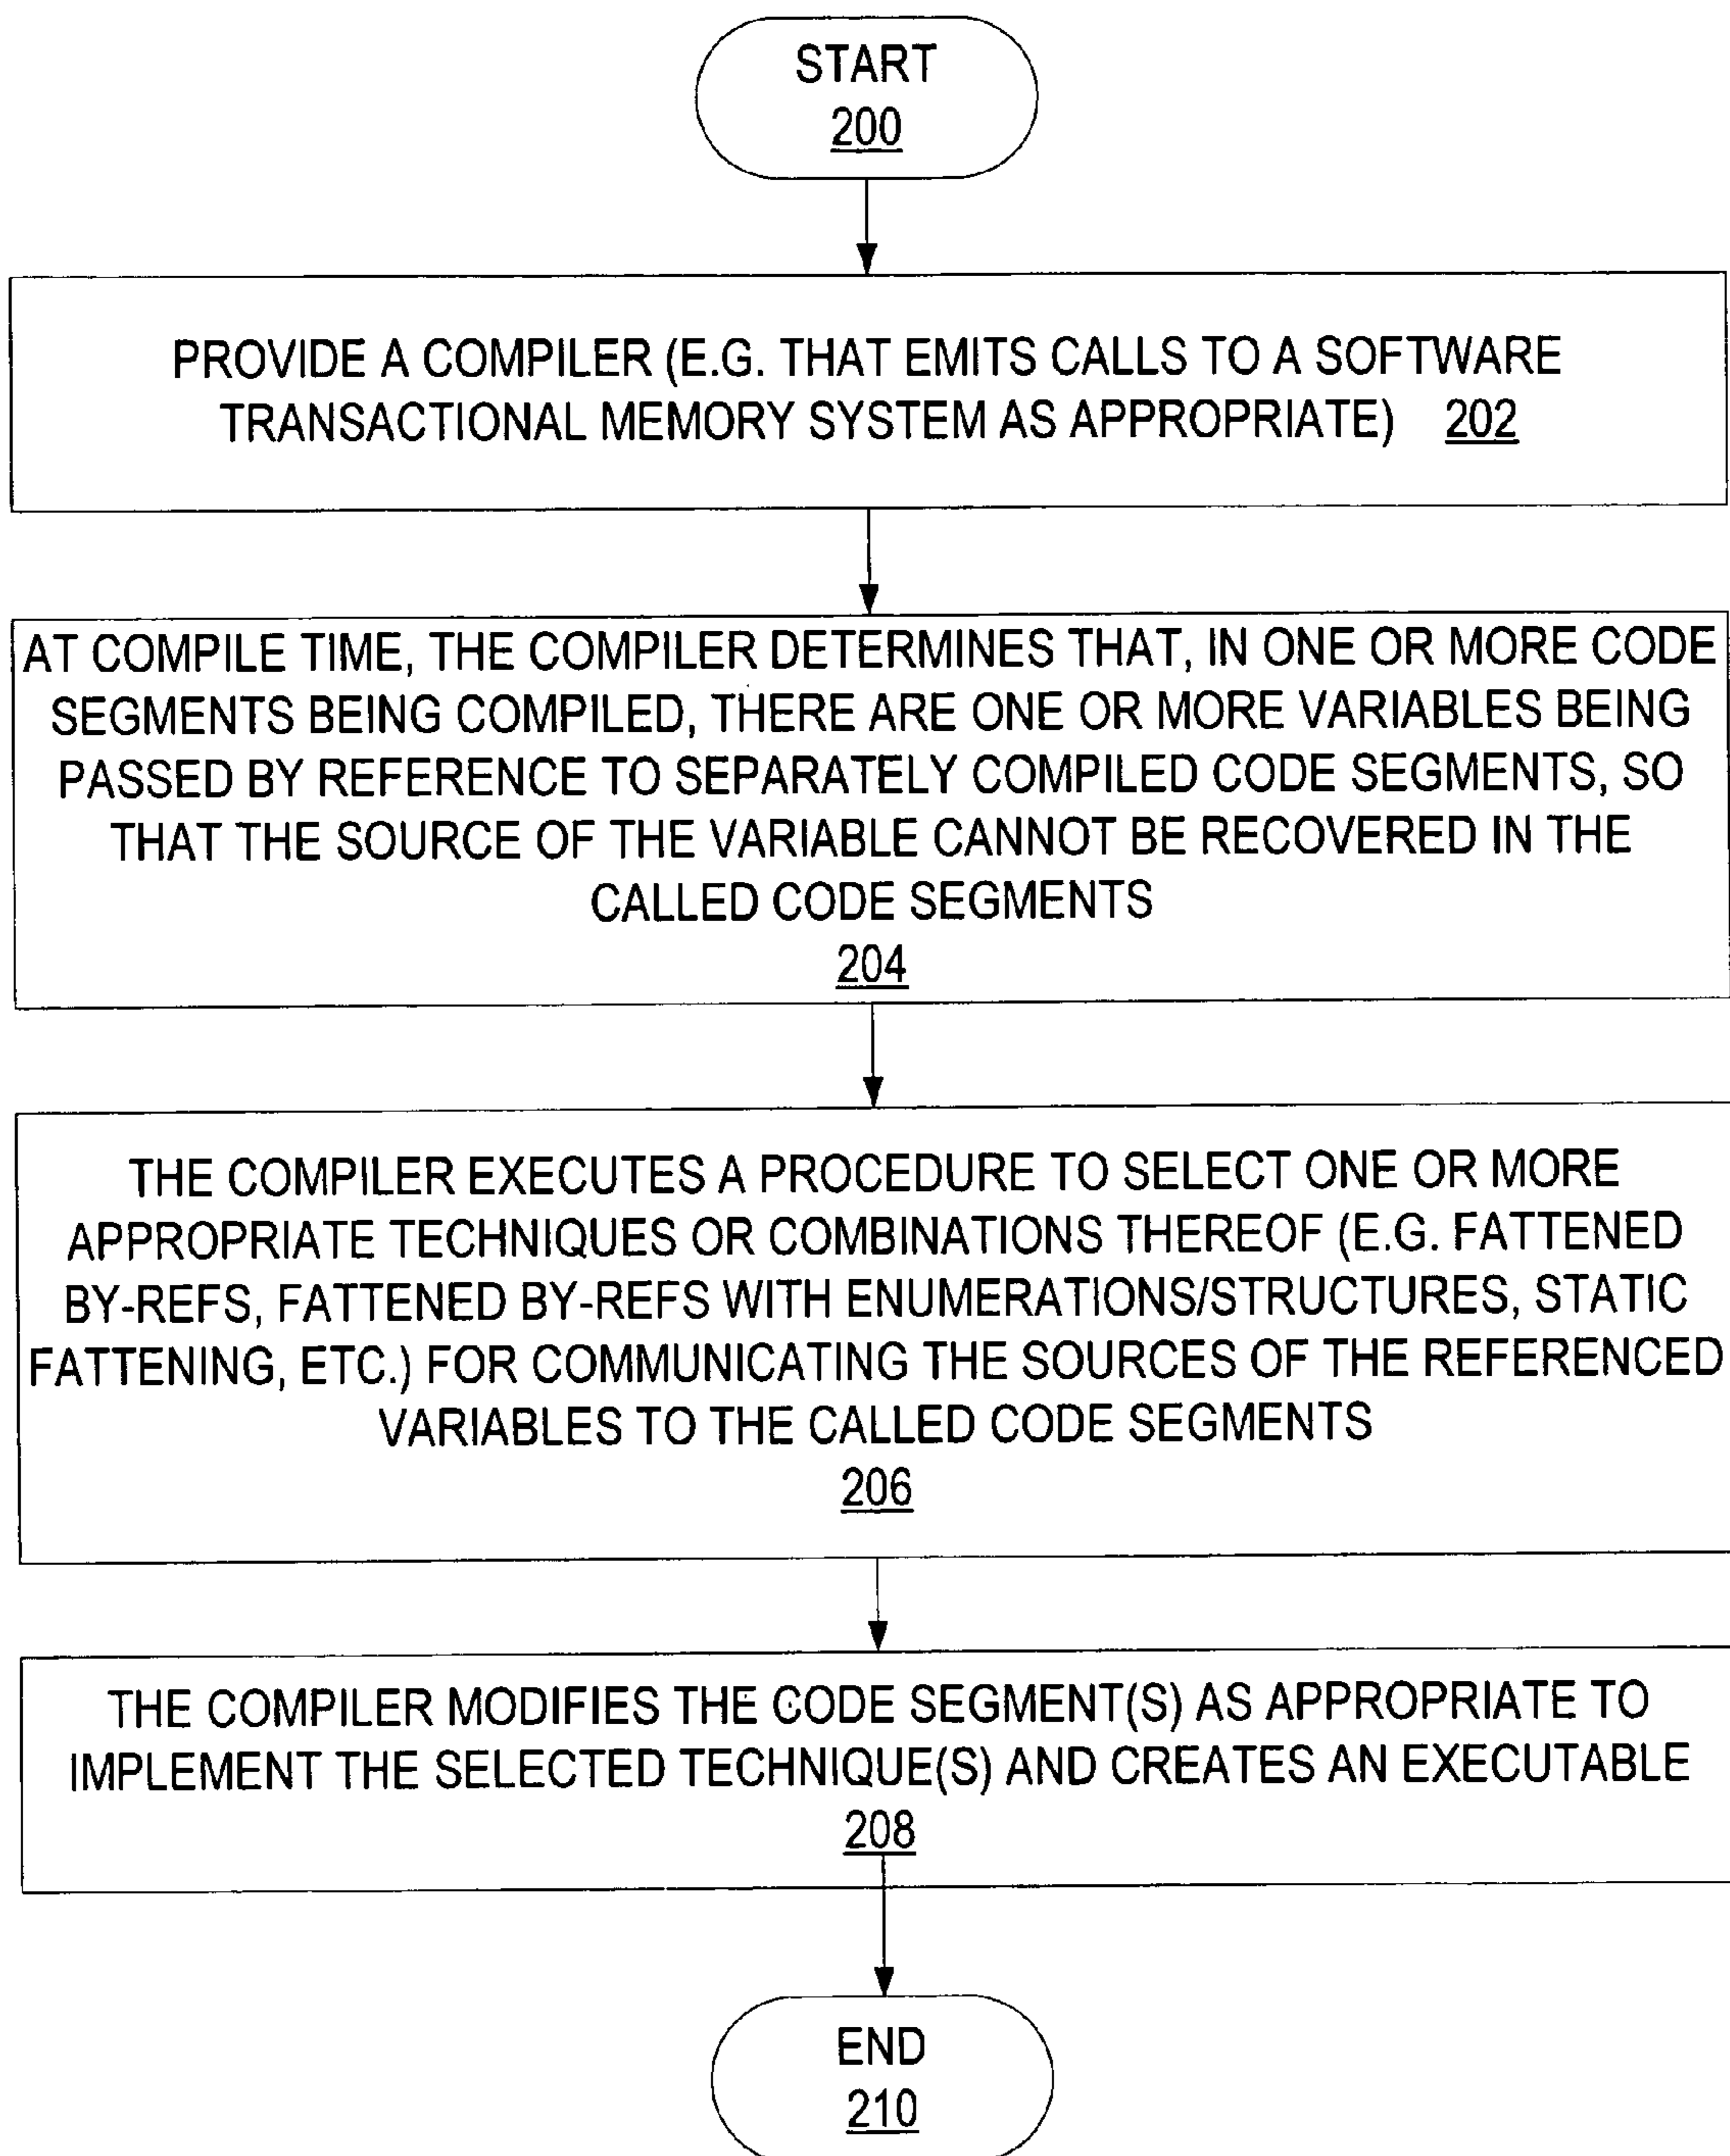 START
200
PROVIDE A COMPILER (E.G. THAT EMITS CALLS TO A SOFTWARE
TRANSACTIONAL MEMORY SYSTEM AS APPROPRIATE) 202
AT COMPILE TIME, THE COMPILER DETERMINES THAT, IN ONE OR MORE CODE
SEGMENTS BEING COMPILED, THERE ARE ONE OR MORE VARIABLES BEING
PASSED BY REFERENCE TO SEPARATELY COMPILED CODE SEGMENTS, SO
THAT THE SOURCE OF THE VARIABLE CANNOT BE RECOVERED IN THE
CALLED CODE SEGMENTS
204
THE COMPILER EXECUTES A PROCEDURE TO SELECT ONE OR MORE
APPROPRIATE TECHNIQUES OR COMBINATIONS THEREOF (E.G. FATTENED
BY-REFS, FATTENED BY-REFS WITH ENUMERATIONS/STRUCTURES, STATIC
FATTENING, ETC.) FOR COMMUNICATING THE SOURCES OF THE REFERENCED
VARIABLES TO THE CALLED CODE SEGMENTS
206
THE COMPILER MODIFIES THE CODE SEGMENT(S) AS APPROPRIATE TO
IMPLEMENT THE SELECTED TECHNIQUE(S) AND CREATES AN EXECUTABLE
208
END
210